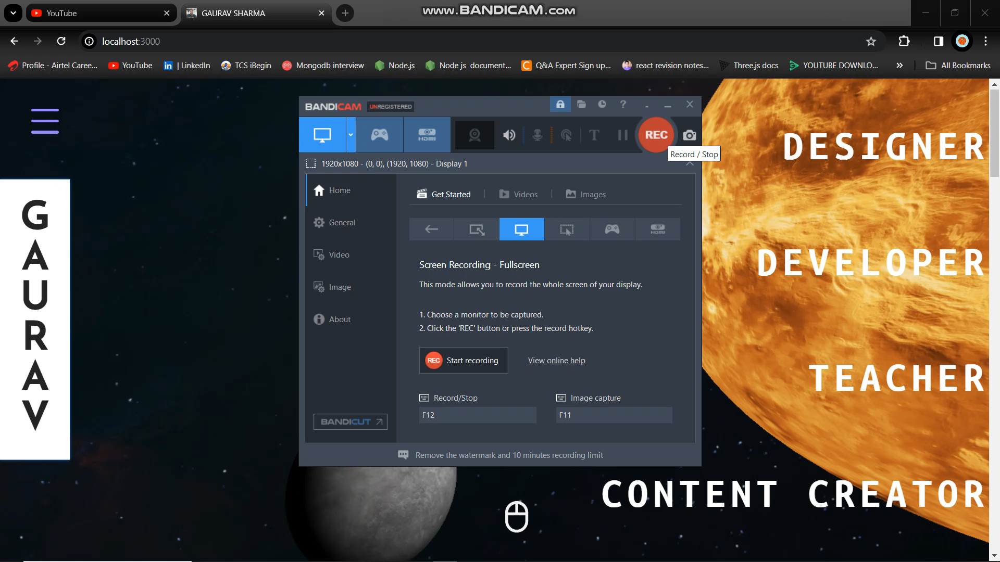 YouTube
GAURAV SHARMA
www.BANDICAM.com
localhost:3000
Profile - Airtel Caree...
YouTube
in | LinkedIn
TCS iBegin
Mongodb interview
Node.js
Node js document...
Q&A Expert Sign up...
react revision notes...
Three.js docs
YOUTUBE DOWNLO...
All Bookmarks
BANDICAM UNREGISTERED
HDMI
T
REC
Record / Stop
1920x1080 - (0, 0), (1920, 1080) - Display 1
Home
General
Video
Image
About
BANDICUT
Get Started
Videos
Images
HDMI
Screen Recording - Fullscreen
This mode allows you to record the whole screen of your display.
1. Choose a monitor to be captured.
2. Click the 'REC' button or press the record hotkey.
REC Start recording
View online help
Record/Stop
Image capture
F12
F11
Remove the watermark and 10 minutes recording limit
GAURAV
DESIGNER
DEVELOPER
TEACHER
CONTENT CREATOR